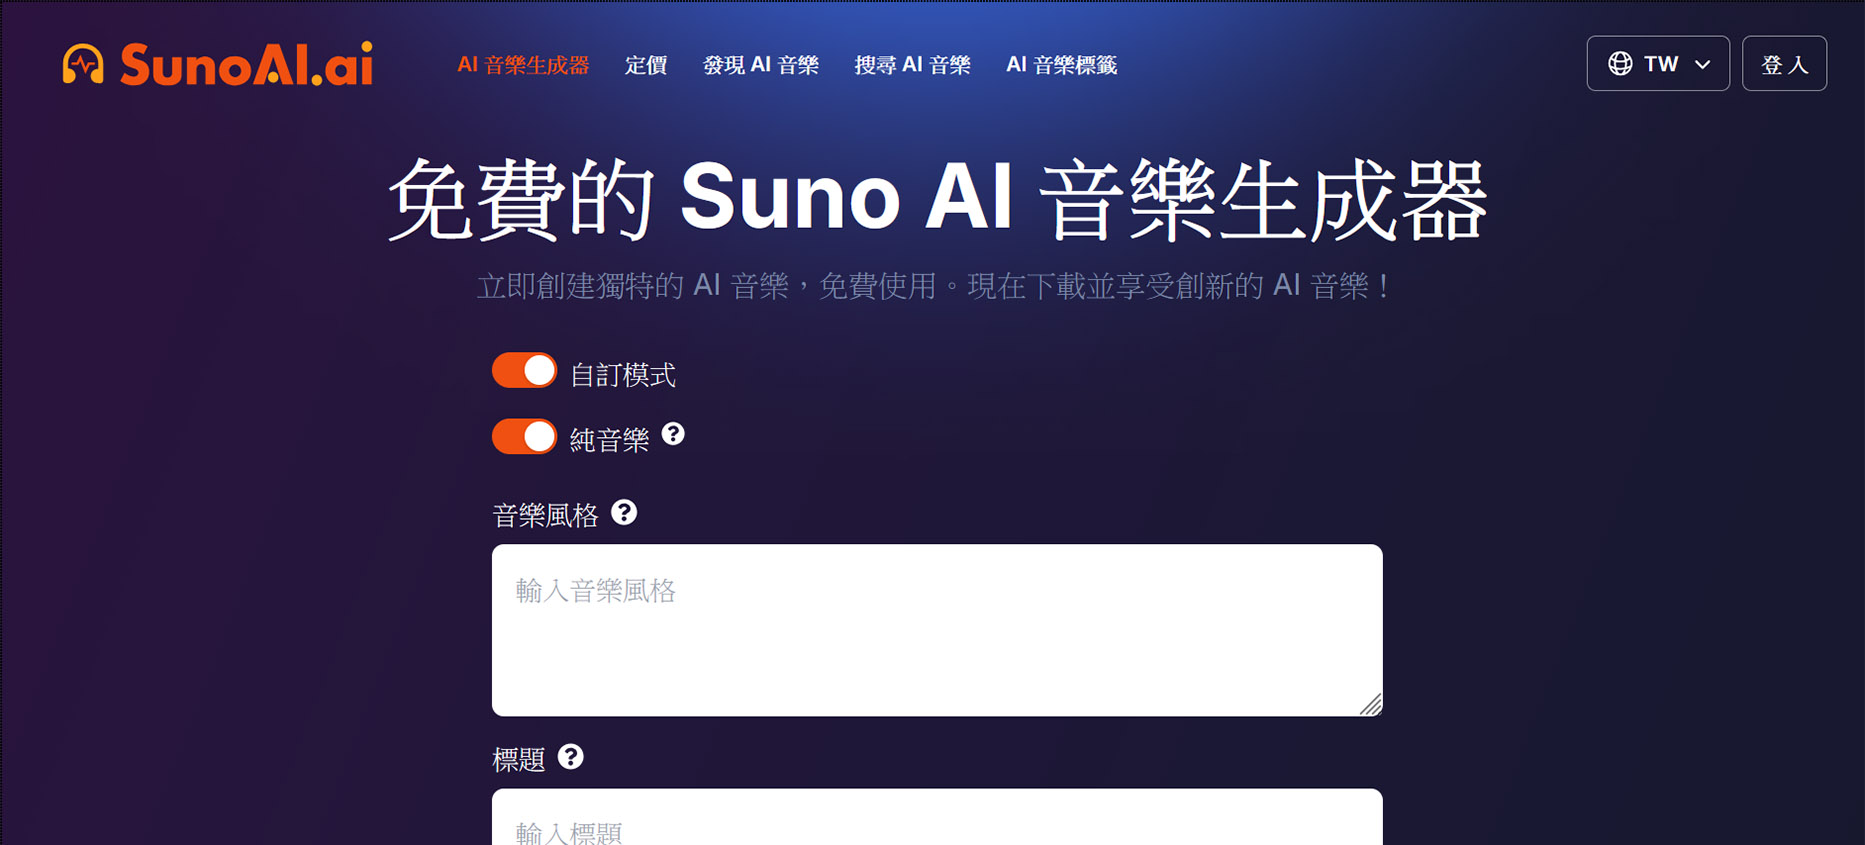 SunoAI.ai
AI 音樂生成器 定價 發現 AI 音樂 搜尋 AI 音樂 AI 音樂標籤
TW
登入
免費的 Suno AI 音樂生成器
立即創建獨特的 AI 音樂，免費使用。現在下載並享受創新的 AI 音樂！
自訂模式
純音樂 ?
音樂風格 ?
輸入音樂風格
標題 ?
輸入標題